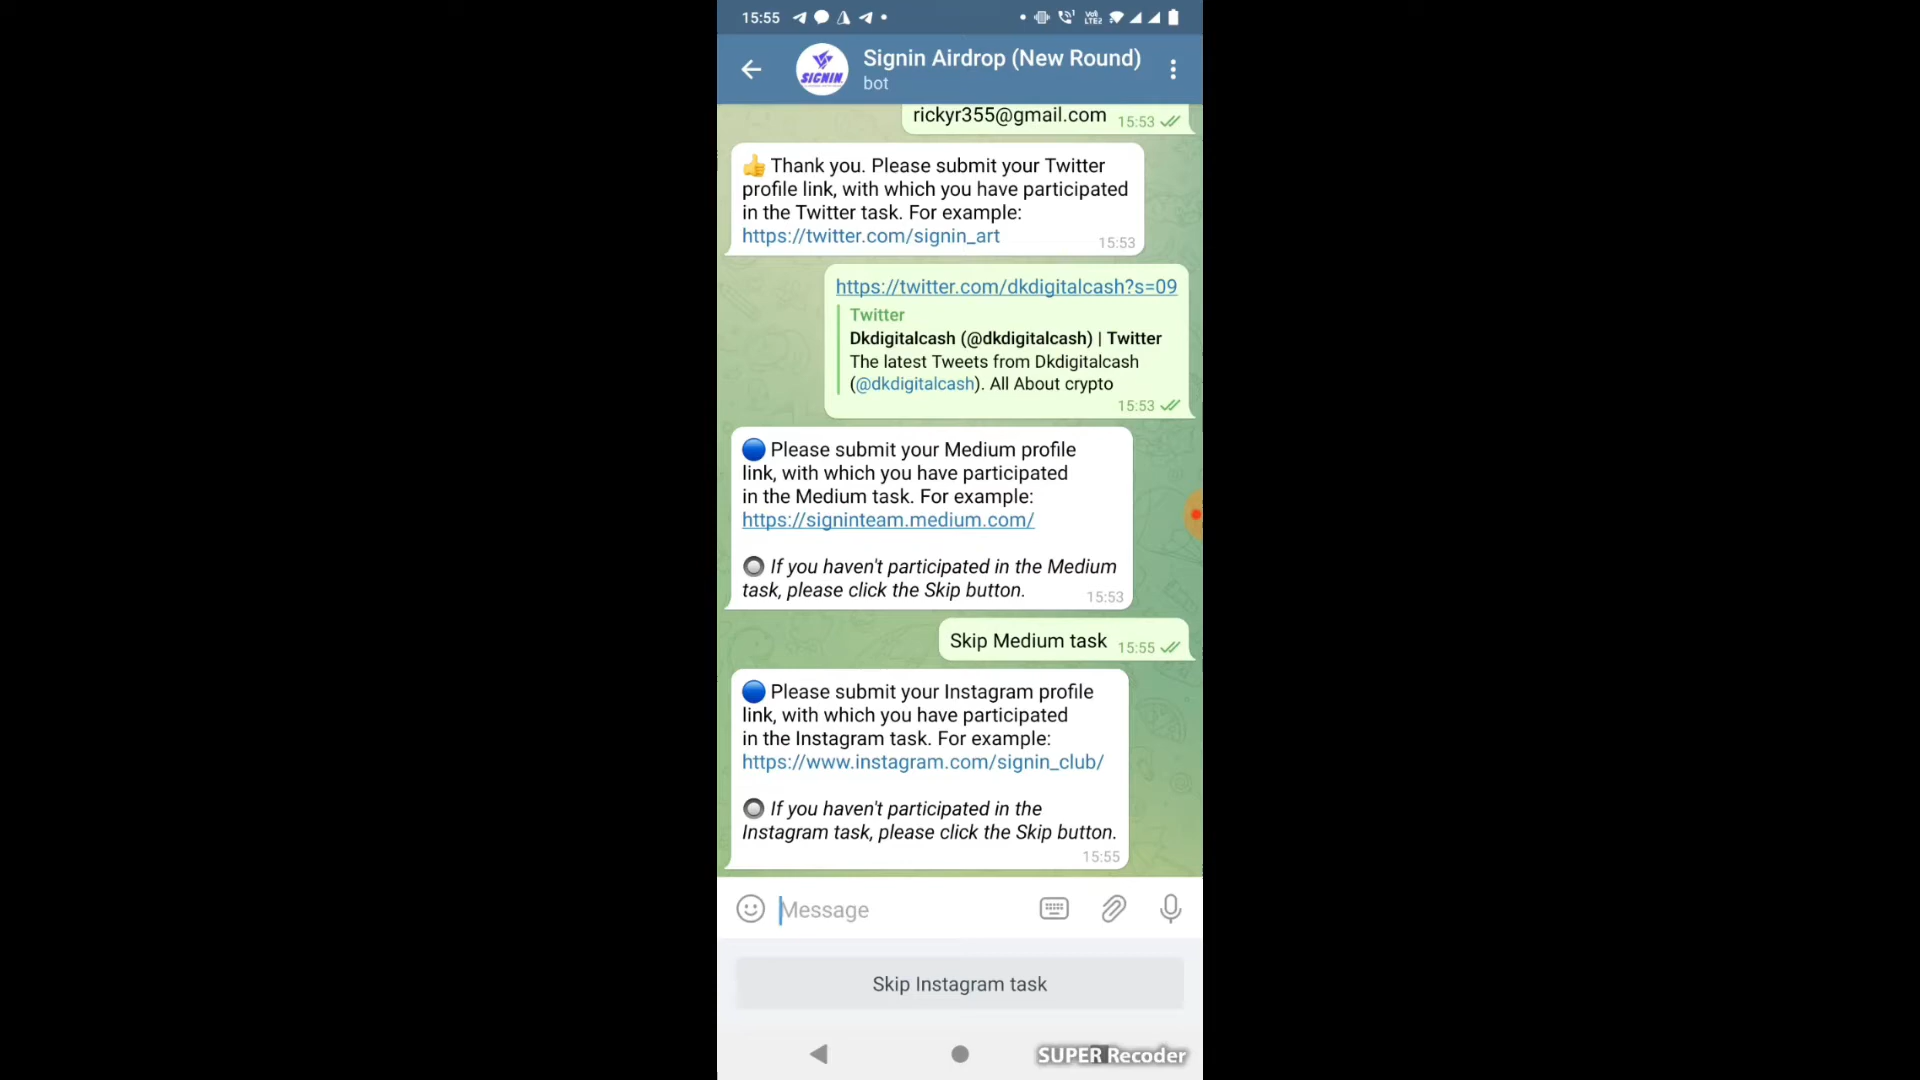 15:55
Vo)
LTE2
SIGNIN
Signin Airdrop (New Round)
bot
rickyr355@gmail.com 15:53
👍 Thank you. Please submit your Twitter
profile link, with which you have participated
in the Twitter task. For example:
https://twitter.com/signin_art
15:53
https://twitter.com/dkdigitalcash?s=09
Twitter
Dkdigitalcash (@dkdigitalcash) | Twitter
The latest Tweets from Dkdigitalcash
(@dkdigitalcash). All About crypto
15:53
🔵 Please submit your Medium profile
link, with which you have participated
in the Medium task. For example:
https://signinteam.medium.com/
🔘 If you haven't participated in the Medium
task, please click the Skip button.
15:53
Skip Medium task 15:55
🔵 Please submit your Instagram profile
link, with which you have participated
in the Instagram task. For example:
https://www.instagram.com/signin_club/
🔘 If you haven't participated in the
Instagram task, please click the Skip button.
15:55
Message
Skip Instagram task
SUPER Recoder